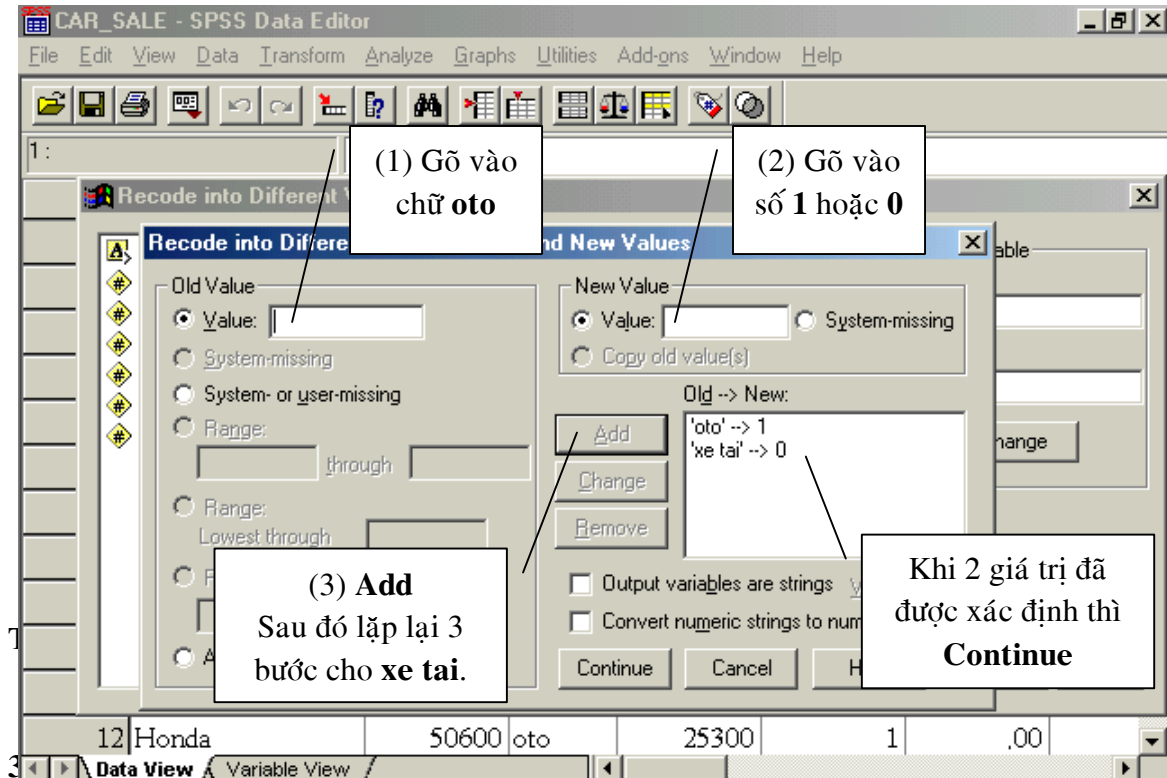 CAR_SALE - SPSS Data Editor
File Edit View Data Transform Analyze Graphs Utilities Add-ons Window Help
1 :
(1) Gõ vào
chữ oto
(2) Gõ vào
số 1 hoặc 0
Recode into Different
Recode into Differe
nd New Values
able
Old Value
Value:
System-missing
System- or user-missing
Range:
through
Range:
Lowest through
New Value
Value:
System-missing
Copy old value(s)
Old --> New:
Add
Change
Remove
'oto' --> 1
'xe tai' --> 0
hange
(3) Add
Sau đó lặp lại 3
bước cho xe tai.
Output variables are strings
Convert numeric strings to num
Continue Cancel
Khi 2 giá trị đã
được xác định thì
Continue
12 Honda 50600 oto 25300 1 ,00
Data View Variable View